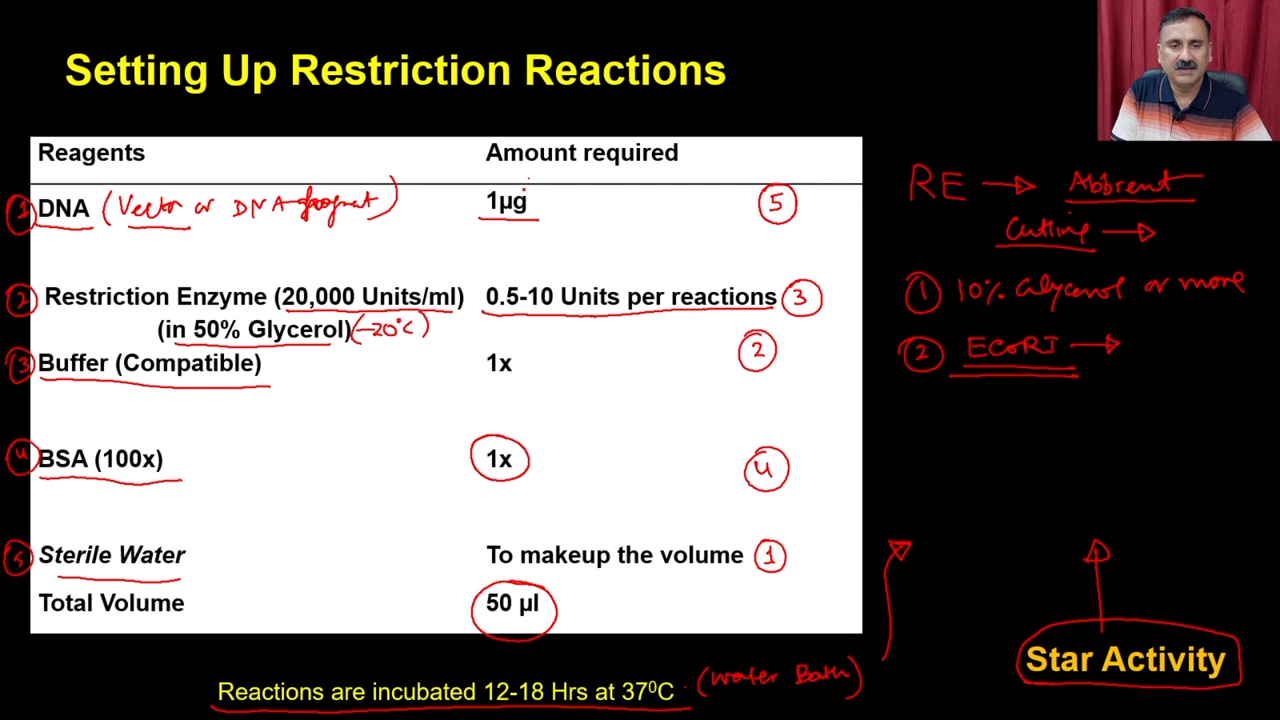 Setting Up Restriction Reactions
Reagents Amount required
1 DNA (Vector or DNA 1µg 5
2 Restriction Enzyme (20,000 Units/ml) 0.5-10 Units per reactions 3
(in 50% Glycerol) (-20°C)
3 Buffer (Compatible) 1x 2
4 BSA (100x) 1x 4
5 Sterile Water To makeup the volume 1
Total Volume 50 µl
Reactions are incubated 12-18 Hrs at 37⁰C (Water Bath)
RE → Abbrent
Cutting →
1 10% Glycerol or more
2 ECoRI →
Star Activity